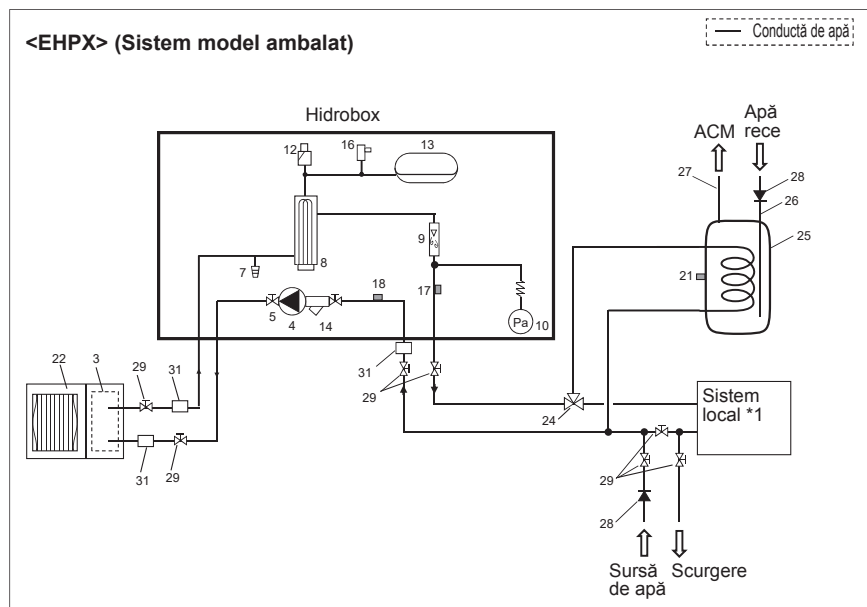 <EHPX> (Sistem model ambalat)
Conductă de apă
Hidrobox
ACM
Apă
rece
12
16
13
27
28
26
9
25
7
8
18
17
21
5
4
14
Pa
10
22
3
29
31
31
29
24
Sistem
local *1
31
29
29
28
Sursă
de apă
Scurgere